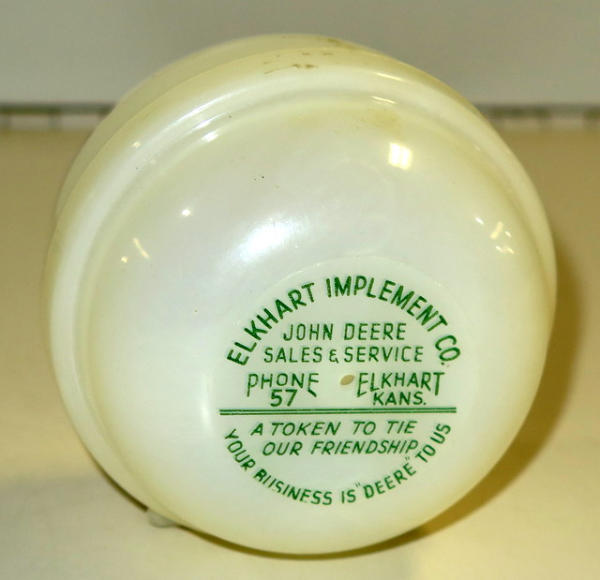 ELKHART IMPLEMENT CO.
JOHN DEERE
SALES & SERVICE
PHONE 57 ELKHART KANS.
A TOKEN TO TIE
OUR FRIENDSHIP
YOUR BUSINESS IS "DEERE" TO US